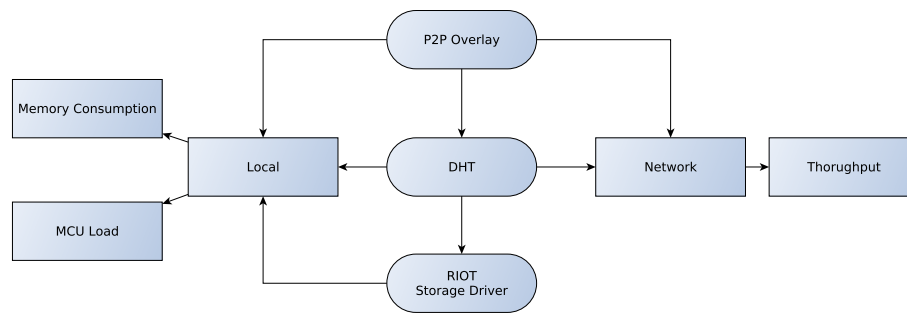 P2P Overlay
Memory Consumption
Local
DHT
Network
Thorughput
MCU Load
RIOT
Storage Driver